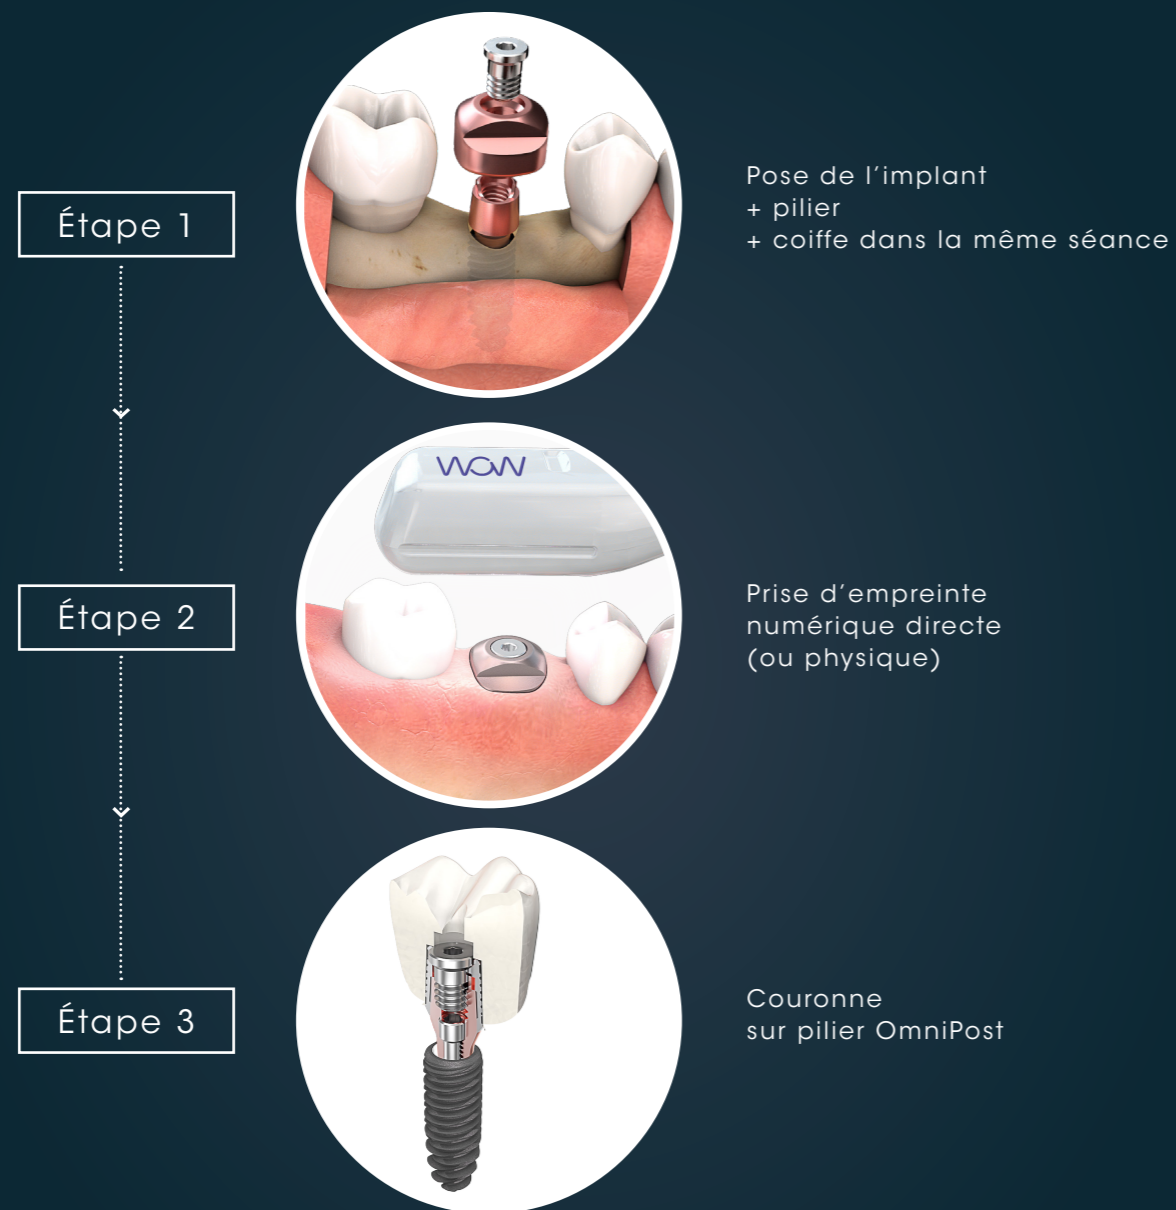 Étape 1
Pose de l’implant
+ pilier
+ coiffe dans la même séance
WOW
Étape 2
Prise d’empreinte
numérique directe
(ou physique)
Étape 3
Couronne
sur pilier OmniPost